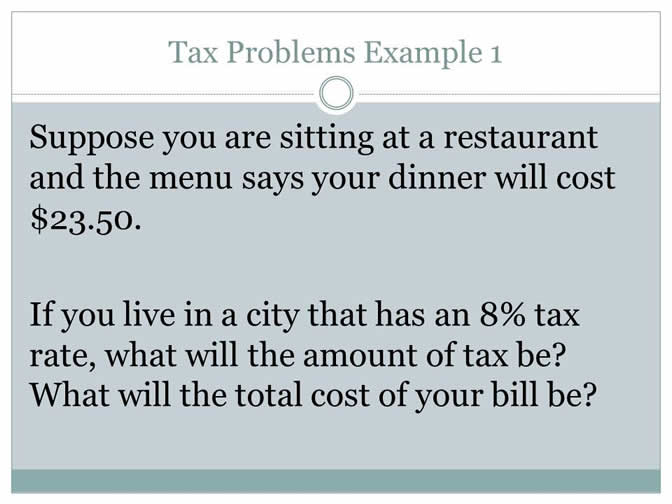 Tax Problems Example 1
Suppose you are sitting at a restaurant
and the menu says your dinner will cost
$23.50.
If you live in a city that has an 8% tax
rate, what will the amount of tax be?
What will the total cost of your bill be?